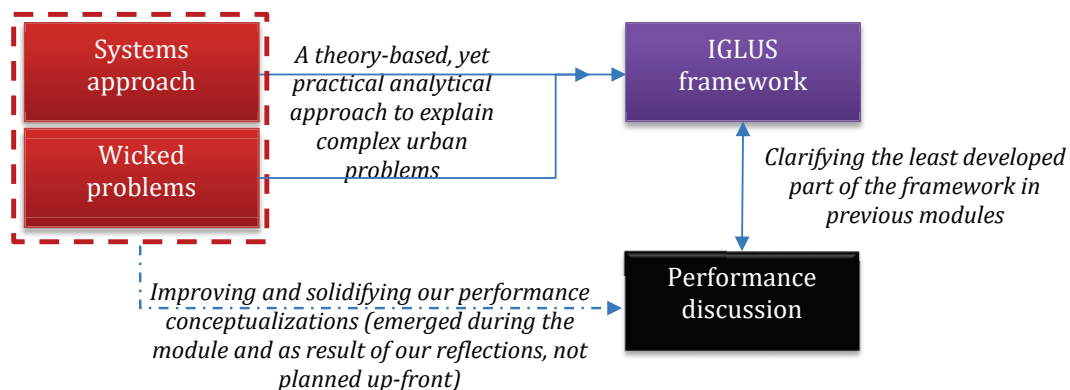 Systems
approach
Wicked
problems
A theory-based, yet
practical analytical
approach to explain
complex urban
problems
IGLUS
framework
Clarifying the least developed
part of the framework in
previous modules
Performance
discussion
Improving and solidifying our performance
conceptualizations (emerged during the
module and as result of our reflections, not
planned up-front)